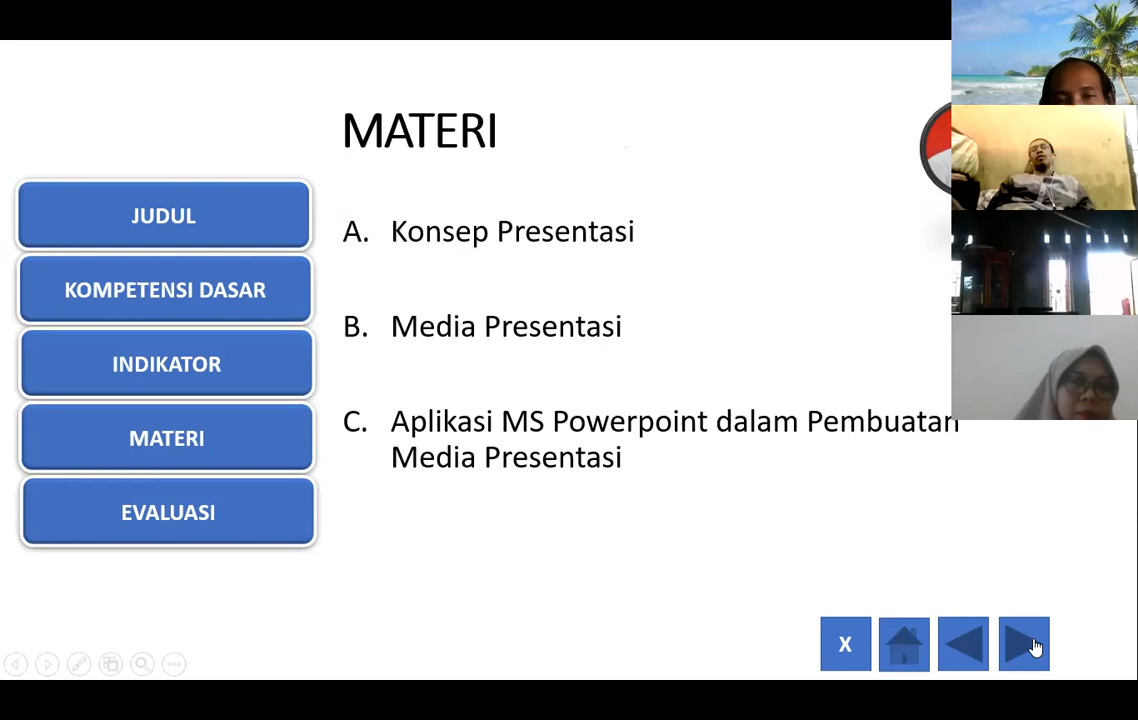 MATERI
JUDUL
KOMPETENSI DASAR
INDIKATOR
MATERI
EVALUASI
A. Konsep Presentasi
B. Media Presentasi
C. Aplikasi MS Powerpoint dalam Pembuatan
Media Presentasi
X